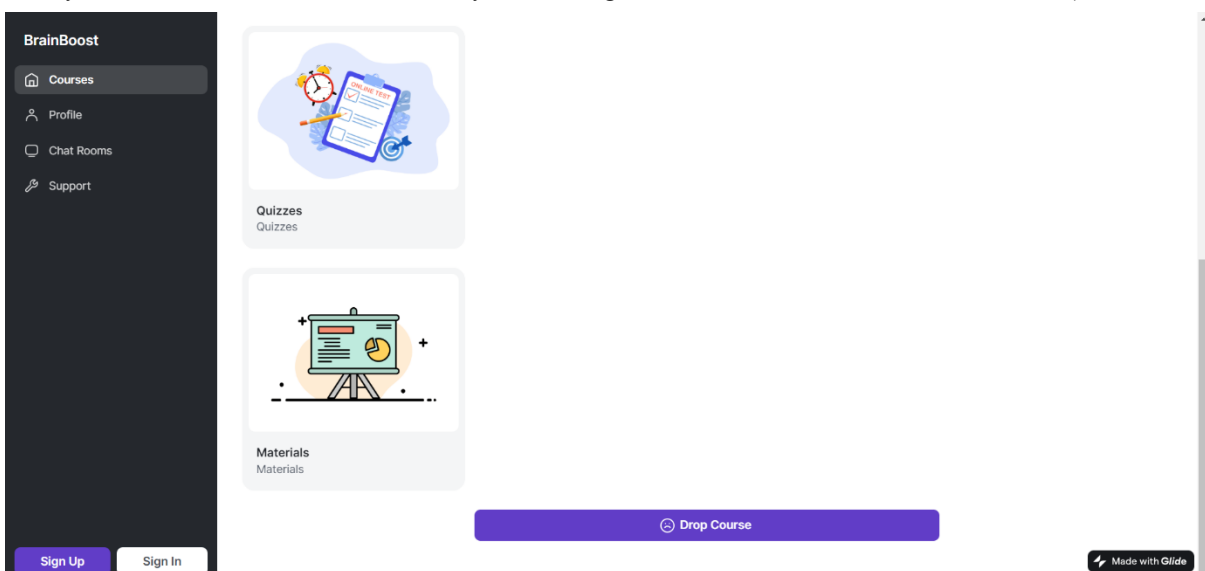 BrainBoost
Courses
Profile
Chat Rooms
Support
Sign Up
Sign In
ONLINE TEST
Quizzes
Quizzes
Materials
Materials
Drop Course
Made with Glide